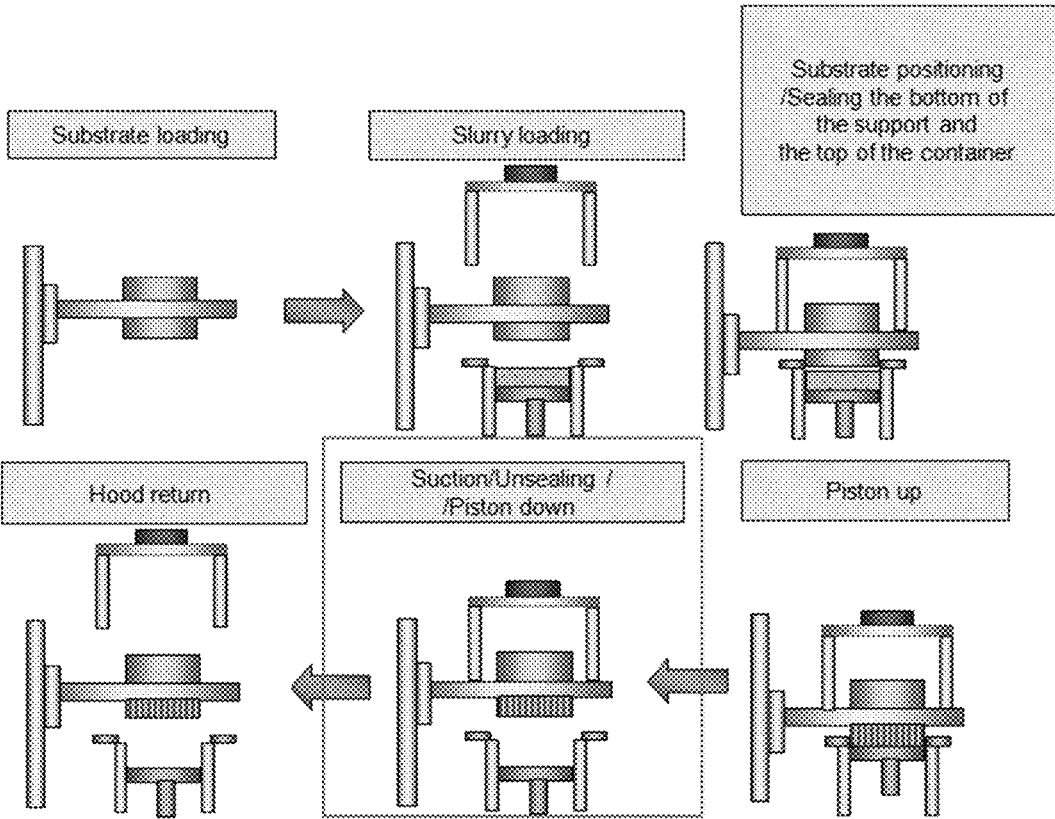 Substrate loading
Slurry loading
Substrate positioning
/Sealing the bottom of
the support and
the top of the container
Hood return
Suction/Unsealing /
/Piston down
Piston up